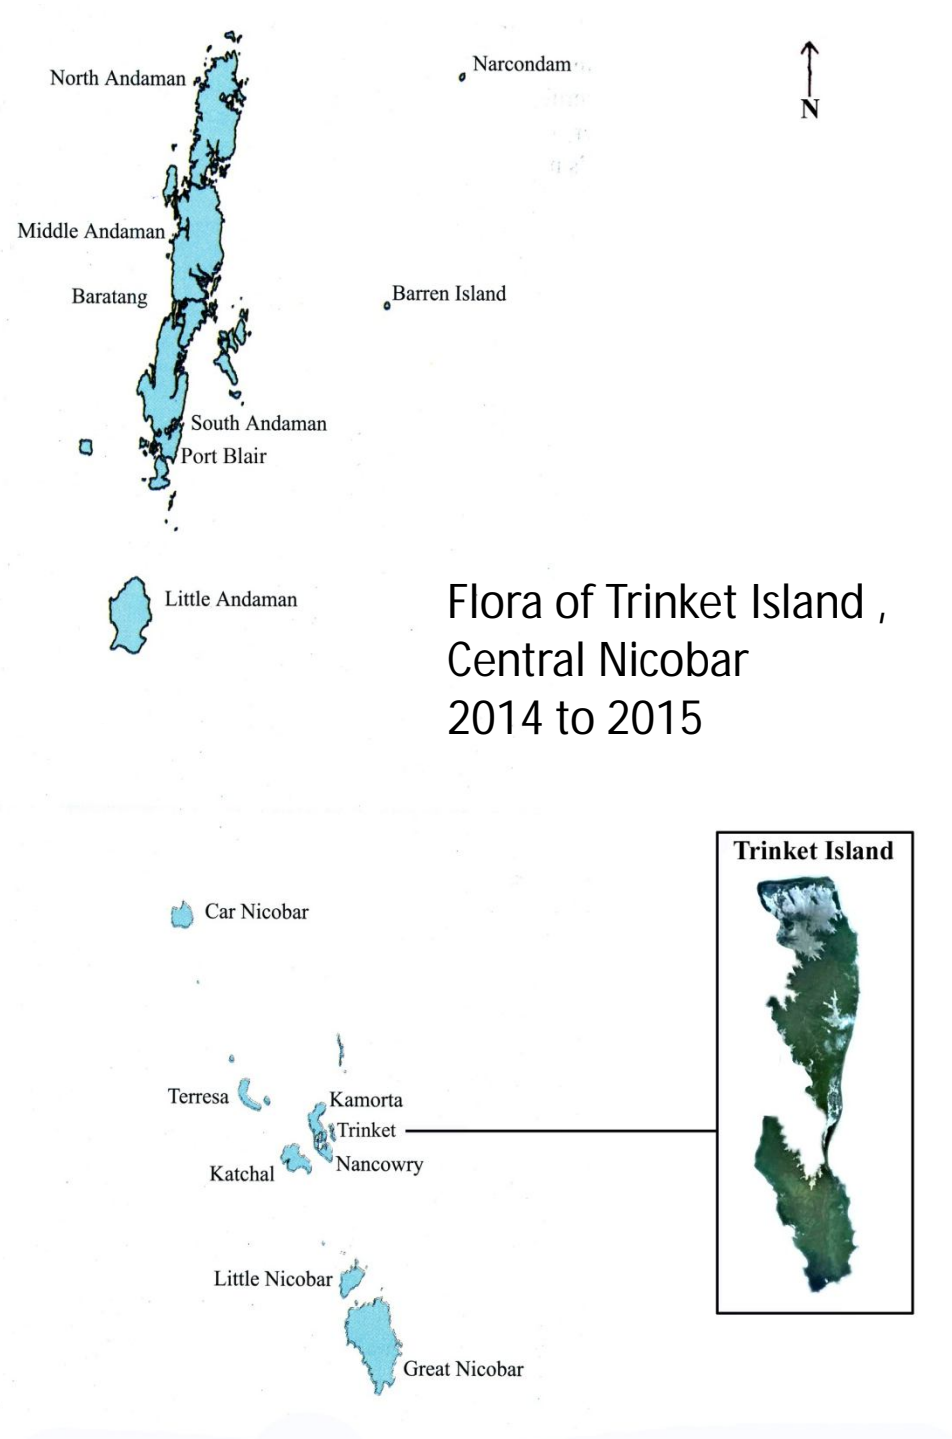 North Andaman
Narcondam
N
Middle Andaman
Baratang
Barren Island
South Andaman
Port Blair
Little Andaman
Flora of Trinket Island ,
Central Nicobar
2014 to 2015
Trinket Island
Car Nicobar
Terresa
Kamorta
Trinket
Nancowry
Katchal
Little Nicobar
Great Nicobar